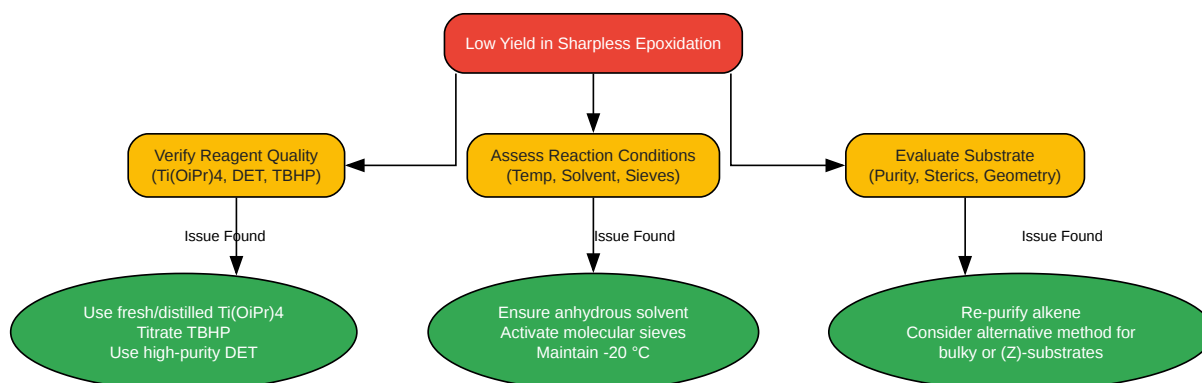 Low Yield in Sharpless Epoxidation
Verify Reagent Quality
(Ti(OiPr)4, DET, TBHP)
Assess Reaction Conditions
(Temp, Solvent, Sieves)
Evaluate Substrate
(Purity, Sterics, Geometry)
Issue Found
Issue Found
Issue Found
Use fresh/distilled Ti(OiPr)4
Titrate TBHP
Use high-purity DET
Ensure anhydrous solvent
Activate molecular sieves
Maintain -20 °C
Re-purify alkene
Consider alternative method for
bulky or (Z)-substrates